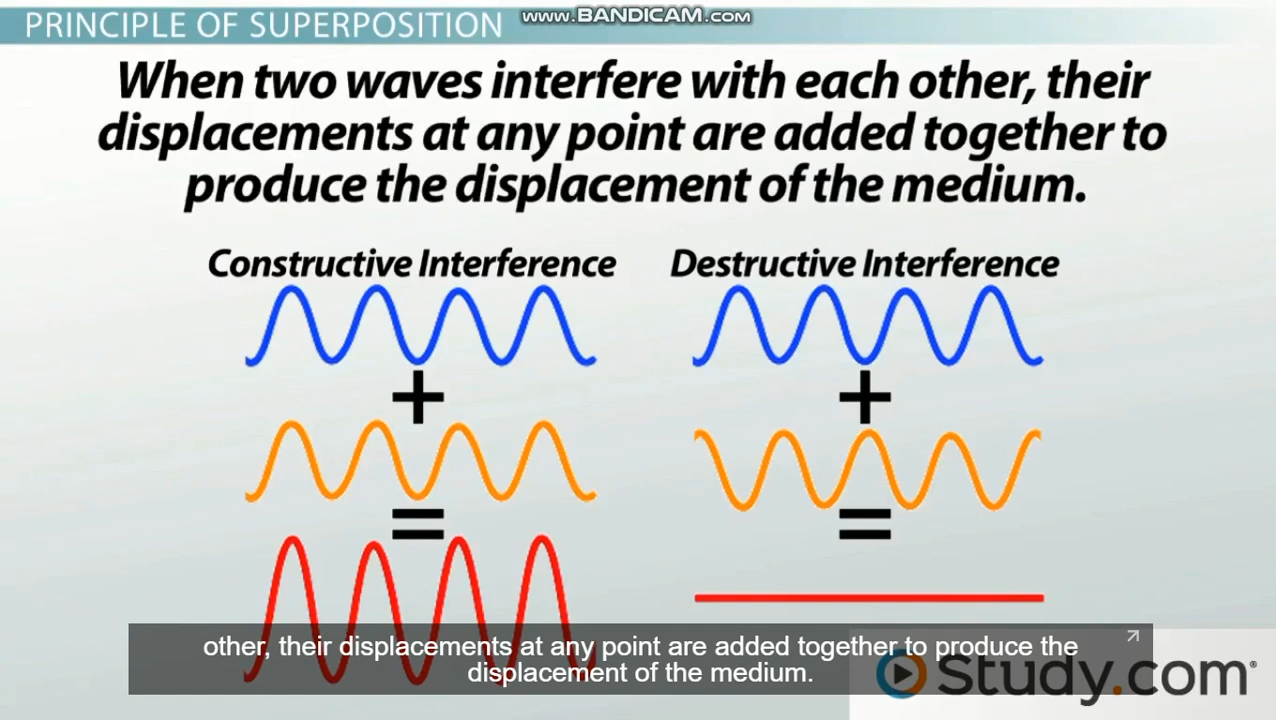 PRINCIPLE OF SUPERPOSITION
www.BANDICAM.com
When two waves interfere with each other, their
displacements at any point are added together to
produce the displacement of the medium.
Constructive Interference
Destructive Interference
+
+
=
=
other, their displacements at any point are added together to produce the
displacement of the medium.
Study.com®